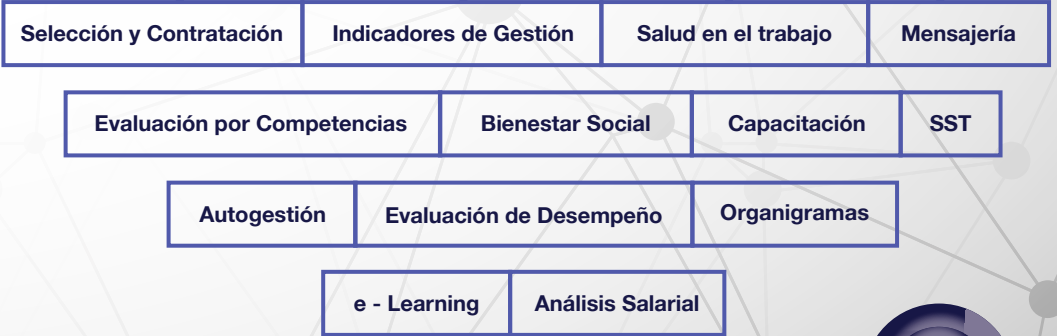 Selección y Contratación Indicadores de Gestión Salud en el trabajo Mensajería
Evaluación por Competencias Bienestar Social Capacitación SST
Autogestión Evaluación de Desempeño Organigramas
e - Learning Análisis Salarial